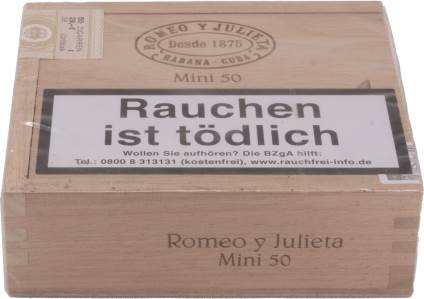 ROMEO Y JULIETA
Desde 1875
HABANA - CUBA
Mini 50
Rauchen
ist tödlich
Wollen Sie aufhören? Die BZgA hilft:
Tel.: 0800 8 313131 (kostenfrei), www.rauchfrei-info.de
Romeo y Julieta
Mini 50